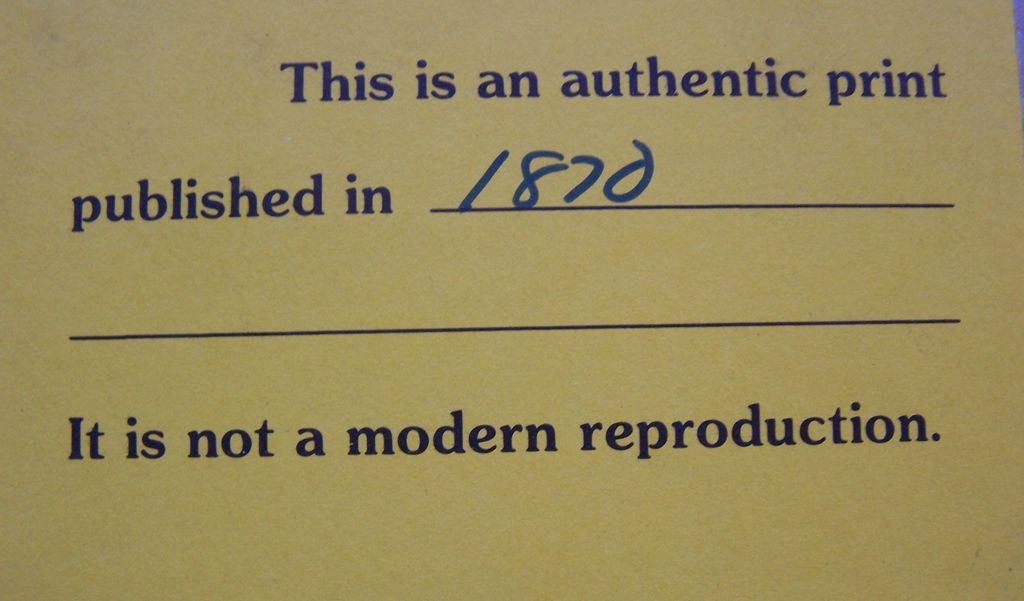 This is an authentic print
published in 1870
It is not a modern reproduction.